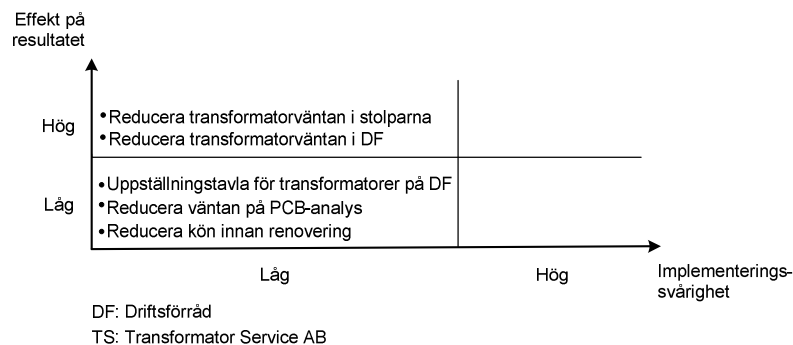 Effekt på
resultatet
Hög
• Reducera transformatorväntan i stolparna
• Reducera transformatorväntan i DF
Låg
• Uppställningstavla för transformatorer på DF
• Reducera väntan på PCB-analys
• Reducera kön innan renovering
Låg
Hög
Implementerings-
svårighet
DF: Driftsförråd
TS: Transformator Service AB